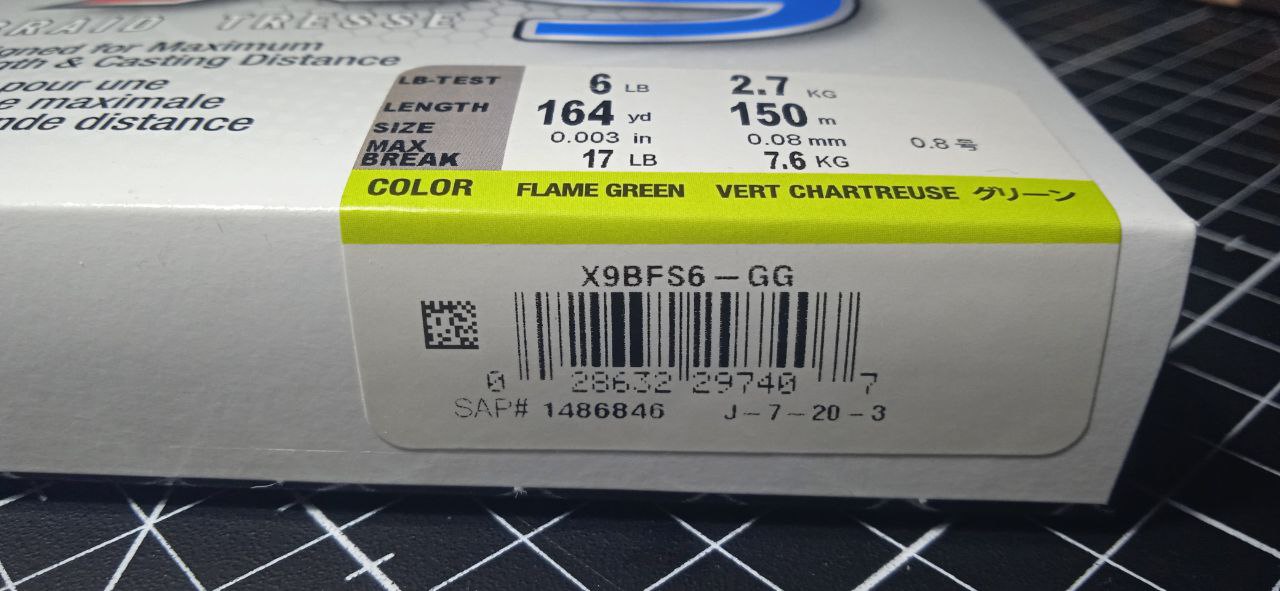 BRAID TRESSE
igned for Maximum
gth & Casting Distance
pour une
e maximale
nde distance
9
LB-TEST 6 LB 2.7 KG
LENGTH 164 yd 150 m
SIZE 0.003 in 0.08 mm 0.8 号
MAX BREAK 17 LB 7.6 KG
COLOR FLAME GREEN VERT CHARTREUSE グリーン
X9BFS6-GG
0 28632 29740 7
SAP# 1486846 J-7-20-3